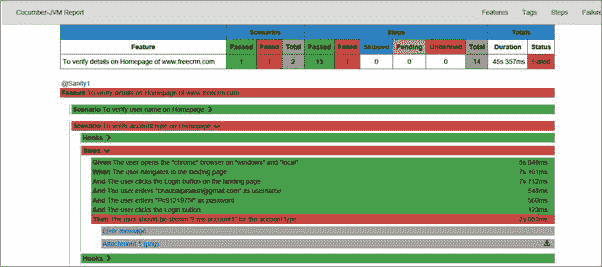 Cucumber-JVM Report Features Tags Steps Failures
Scenarios Steps Totals
Feature Passed Failed Total Passed Failed Skipped Pending Undefined Total Duration Status
To verify details on Homepage of www.freecrm.com 1 1 2 13 1 0 0 0 14 45s 357ms Failed
@Sanity1
Feature To verify details on Homepage of www.freecrm.com
Scenario To verify user name on Homepage
Scenario To verify account type on Homepage
Hooks
Steps
Given The user opens the "chrome" browser on "windows" and "local"
When The user navigates to the landing page
And The user clicks the Login button on the landing page
And The user enters as username
And The user enters as password
And The user clicks the Login button
Then The user should be shown account" for the account type
Error message
Attachment 1 (png)
Hooks